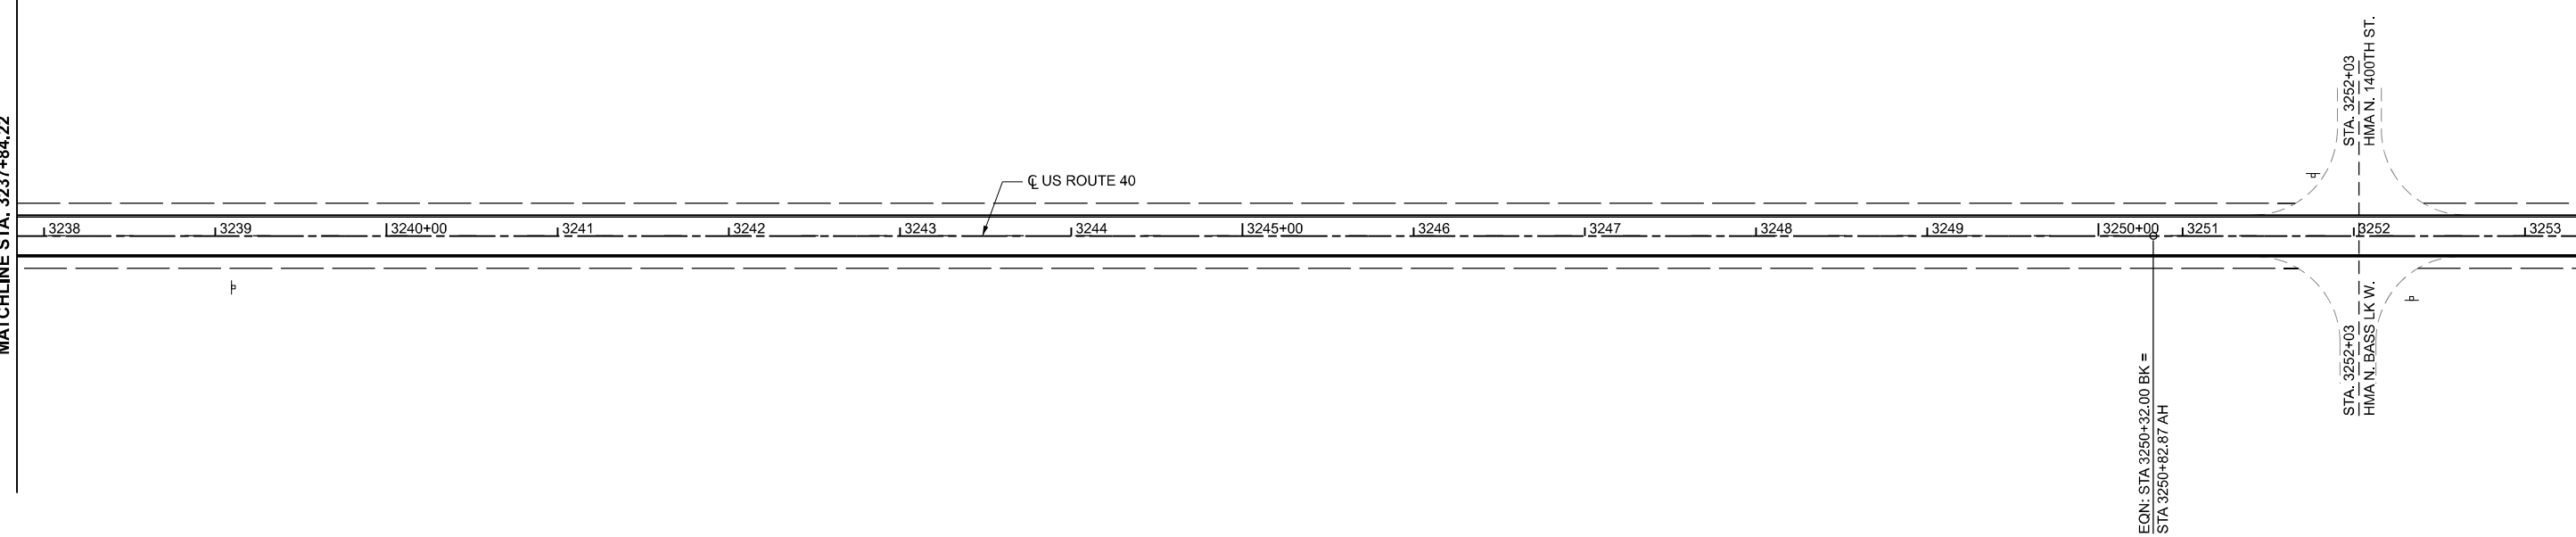 MATCHLINE STA. 3237+84.22
℄ US ROUTE 40
3238
3239
3240+00
3241
3242
3243
3244
3245+00
3246
3247
3248
3249
3250+00
3251
3252
3253
STA. 3252+03
HMA N. 1400TH ST.
STA. 3252+03
HMA N. BASS LK W.
EQN: STA 3250+32.00 BK =
STA 3250+82.87 AH